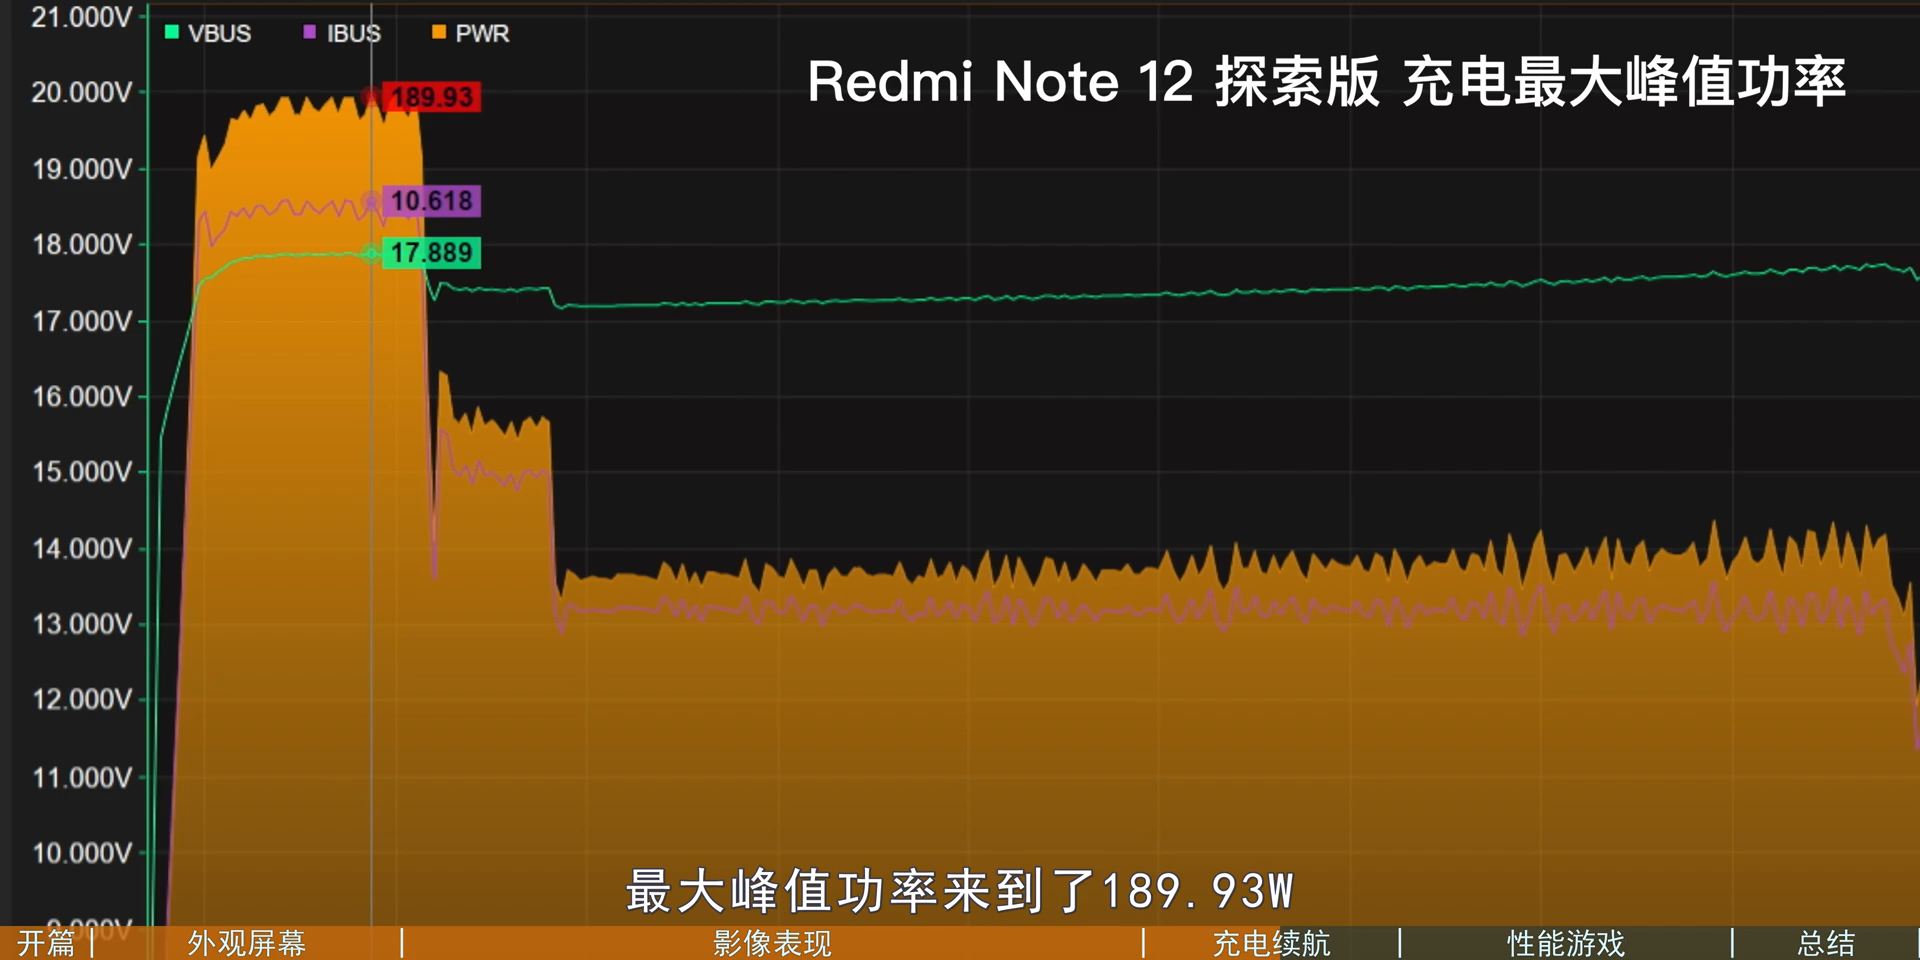 21.000V
VBUS IBUS PWR
Redmi Note 12 探索版 充电最大峰值功率
20.000V
189.93
19.000V
10.618
18.000V
17.889
17.000V
16.000V
15.000V
14.000V
13.000V
12.000V
11.000V
10.000V
最大峰值功率来到了189.93W
9.000V
开篇 | 外观屏幕 | 影像表现 | 充电续航 | 性能游戏 | 总结